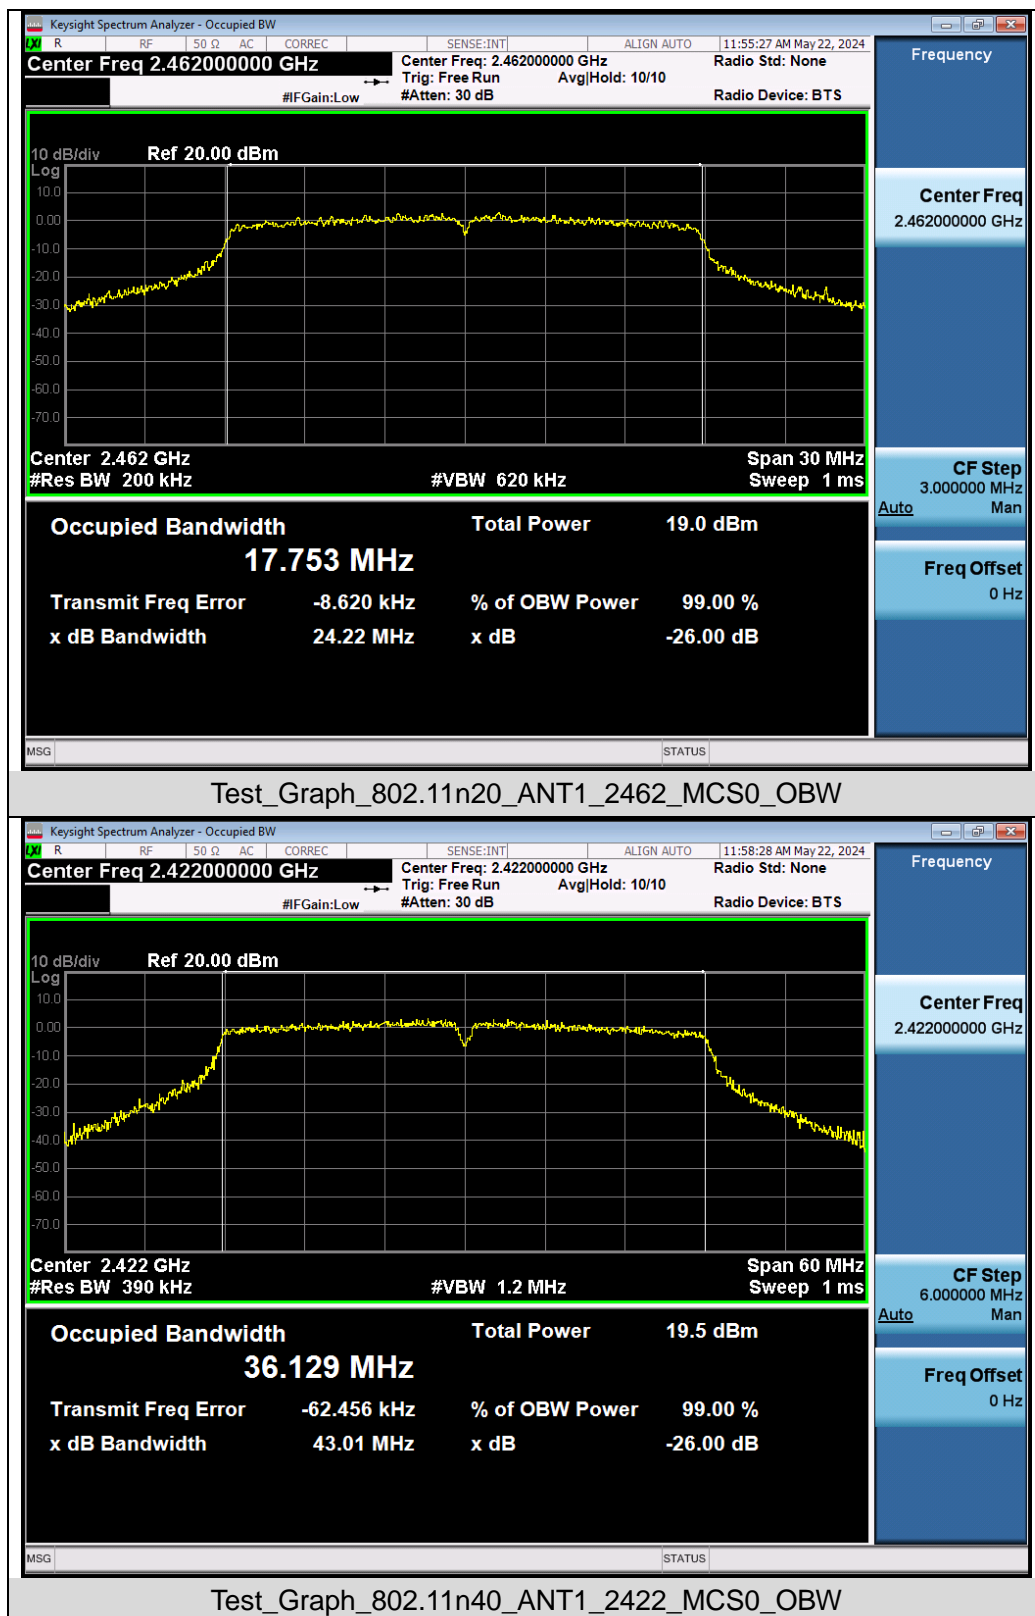 Keysight Spectrum Analyzer - Occupied BW
LXI R RF 50 Ω AC CORREC SENSE:INT ALIGN AUTO 11:55:27 AM May 22, 2024
Center Freq 2.462000000 GHz
Center Freq: 2.462000000 GHz Radio Std: None
Trig: Free Run Avg|Hold: 10/10
#IFGain:Low #Atten: 30 dB Radio Device: BTS
10 dB/div Ref 20.00 dBm
Log
10.0
0.00
-10.0
-20.0
-30.0
-40.0
-50.0
-60.0
-70.0
Center 2.462 GHz Span 30 MHz
#Res BW 200 kHz #VBW 620 kHz Sweep 1 ms
Occupied Bandwidth Total Power 19.0 dBm
17.753 MHz
Transmit Freq Error -8.620 kHz % of OBW Power 99.00 %
x dB Bandwidth 24.22 MHz x dB -26.00 dB
MSG STATUS
Frequency
Center Freq
2.462000000 GHz
CF Step
3.000000 MHz
Auto Man
Freq Offset
0 Hz
Test_Graph_802.11n20_ANT1_2462_MCS0_OBW
Keysight Spectrum Analyzer - Occupied BW
LXI R RF 50 Ω AC CORREC SENSE:INT ALIGN AUTO 11:58:28 AM May 22, 2024
Center Freq 2.422000000 GHz
Center Freq: 2.422000000 GHz Radio Std: None
Trig: Free Run Avg|Hold: 10/10
#IFGain:Low #Atten: 30 dB Radio Device: BTS
10 dB/div Ref 20.00 dBm
Log
10.0
0.00
-10.0
-20.0
-30.0
-40.0
-50.0
-60.0
-70.0
Center 2.422 GHz Span 60 MHz
#Res BW 390 kHz #VBW 1.2 MHz Sweep 1 ms
Occupied Bandwidth Total Power 19.5 dBm
36.129 MHz
Transmit Freq Error -62.456 kHz % of OBW Power 99.00 %
x dB Bandwidth 43.01 MHz x dB -26.00 dB
MSG STATUS
Frequency
Center Freq
2.422000000 GHz
CF Step
6.000000 MHz
Auto Man
Freq Offset
0 Hz
Test_Graph_802.11n40_ANT1_2422_MCS0_OBW